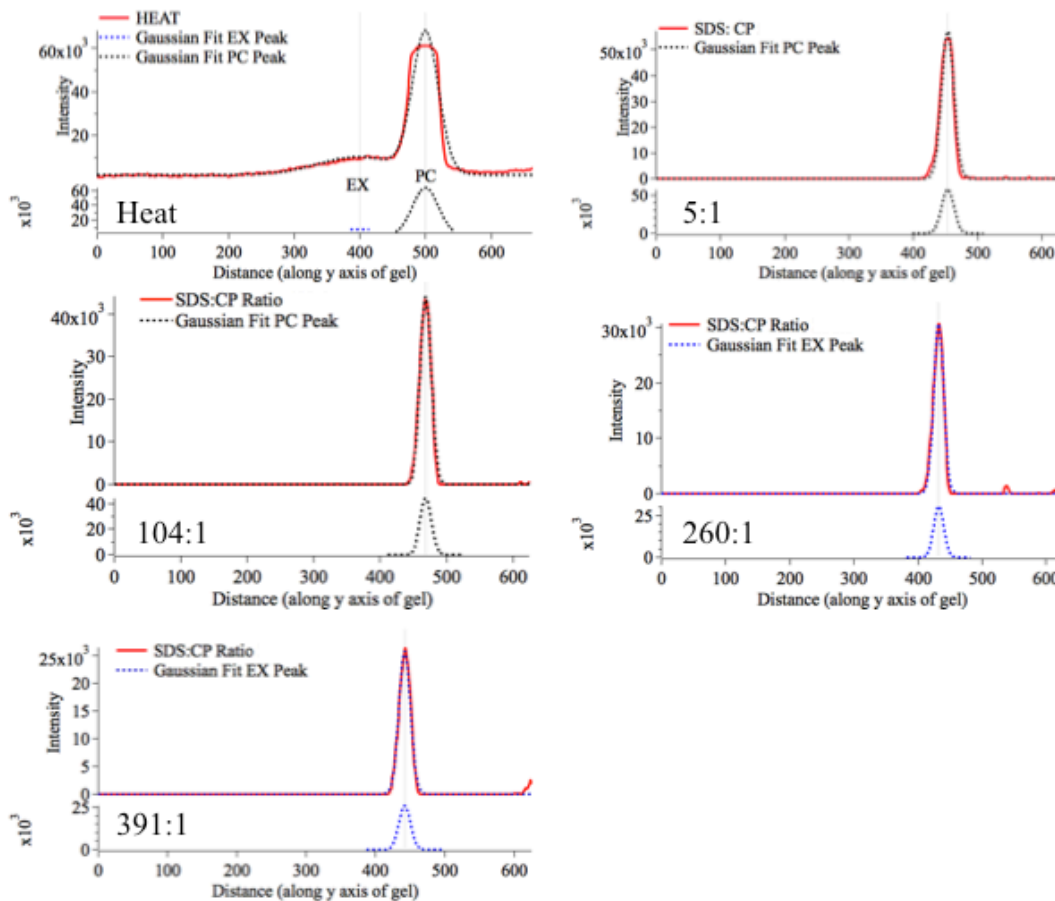 HEAT
Gaussian Fit EX Peak
Gaussian Fit PC Peak
60x10³
40
20
Intensity
EX
PC
60
40
20
x10³
Heat
0 100 200 300 400 500 600
Distance (along y axis of gel)
SDS: CP
Gaussian Fit PC Peak
50x10³
40
30
20
10
0
Intensity
50
0
x10³
5:1
0 100 200 300 400 500 600
Distance (along y axis of gel)
SDS:CP Ratio
Gaussian Fit PC Peak
40x10³
30
20
10
0
Intensity
40
20
0
x10³
104:1
0 100 200 300 400 500 600
Distance (along y axis of gel)
SDS:CP Ratio
Gaussian Fit EX Peak
30x10³
20
10
0
Intensity
25
0
x10³
260:1
0 100 200 300 400 500 600
Distance (along y axis of gel)
SDS:CP Ratio
Gaussian Fit EX Peak
25x10³
20
15
10
5
0
Intensity
25
0
x10³
391:1
0 100 200 300 400 500 600
Distance (along y axis of gel)